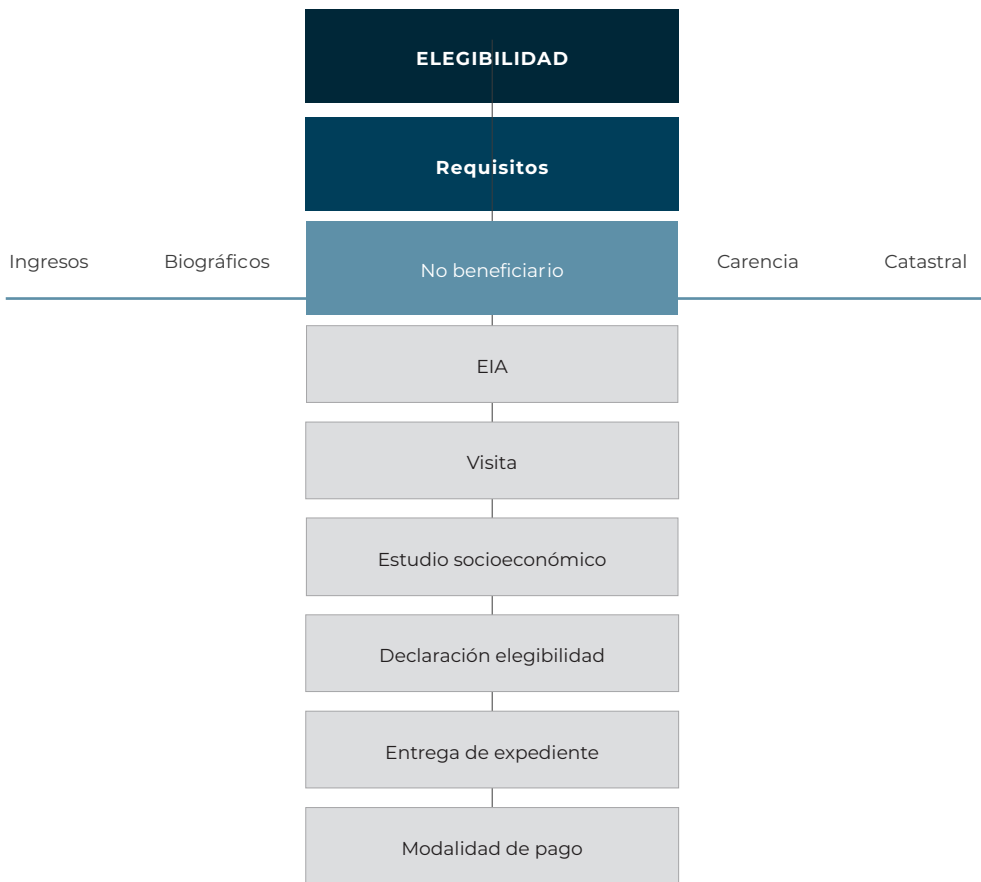 ELEGIBILIDAD
Requisitos
Ingresos
Biográficos
No beneficiario
Carencia
Catastral
EIA
Visita
Estudio socioeconómico
Declaración elegibilidad
Entrega de expediente
Modalidad de pago